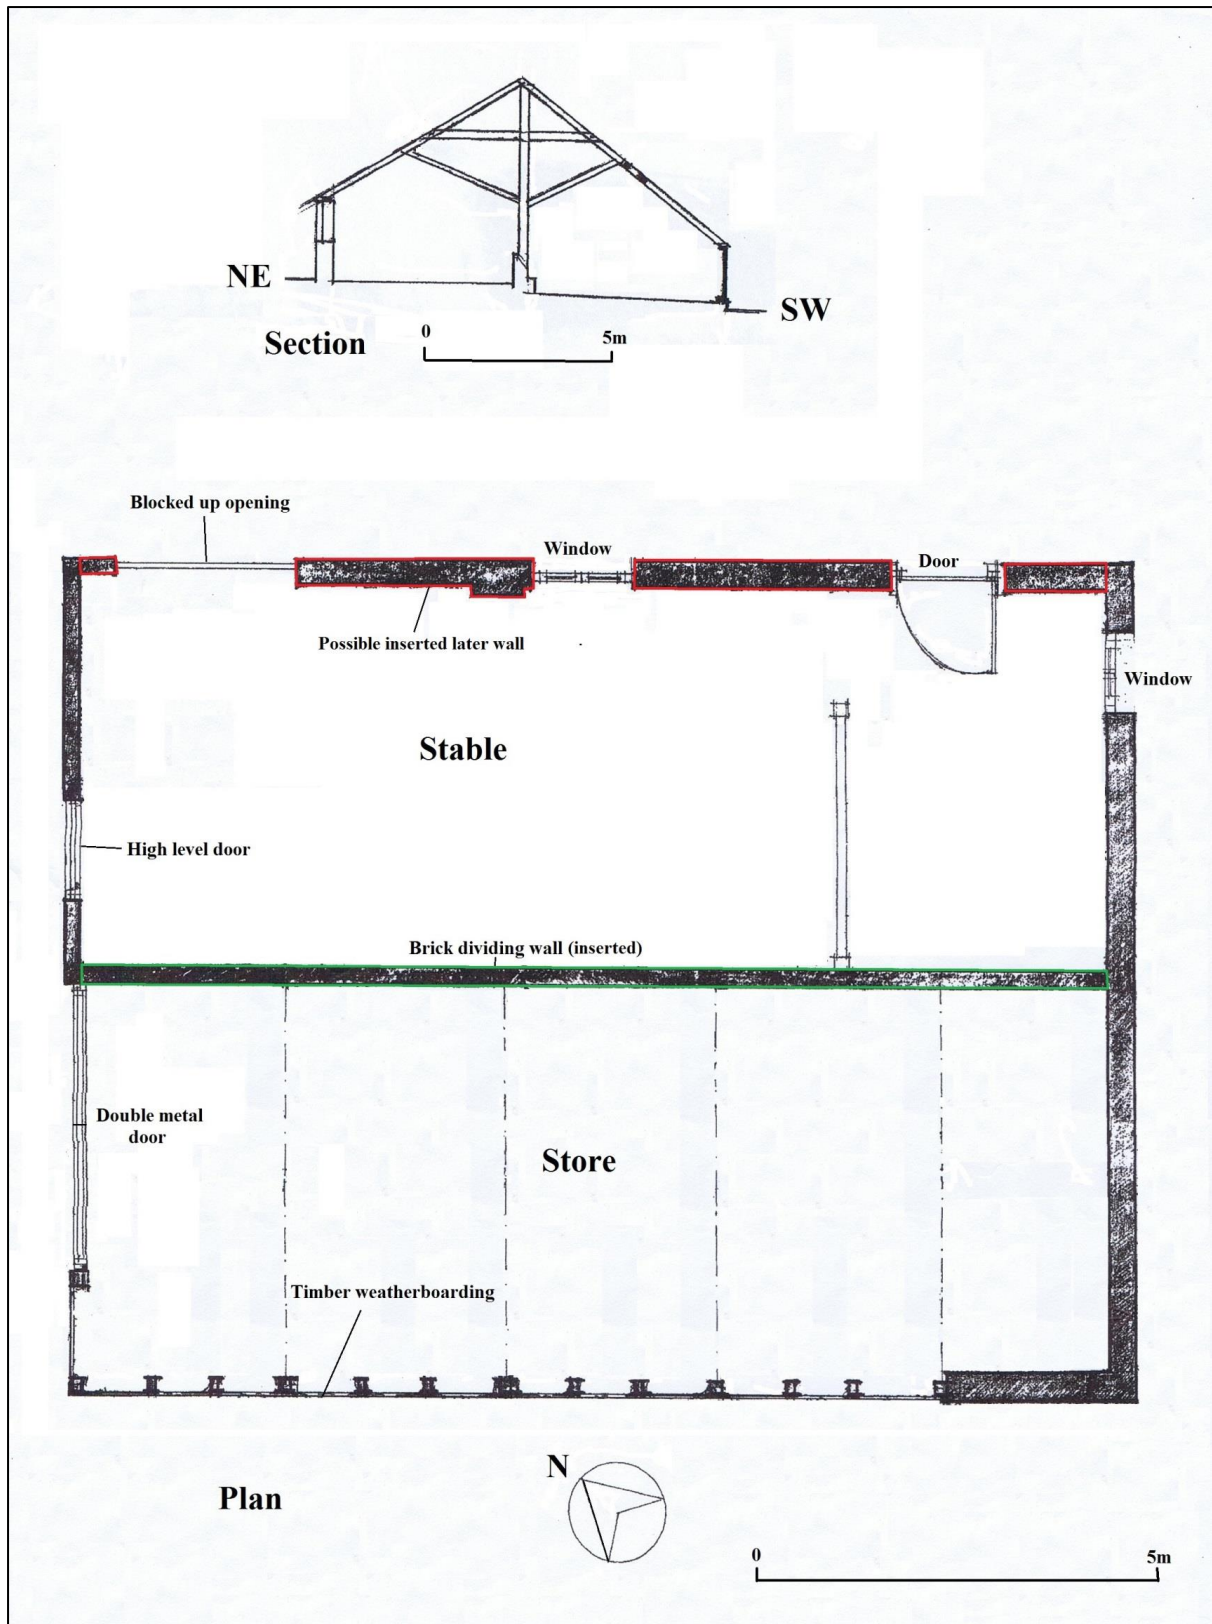 NE
SW
Section
0
5m
Blocked up opening
Window
Door
Possible inserted later wall
Window
Stable
High level door
Brick dividing wall (inserted)
Double metal
door
Store
Timber weatherboarding
N
Plan
0
5m